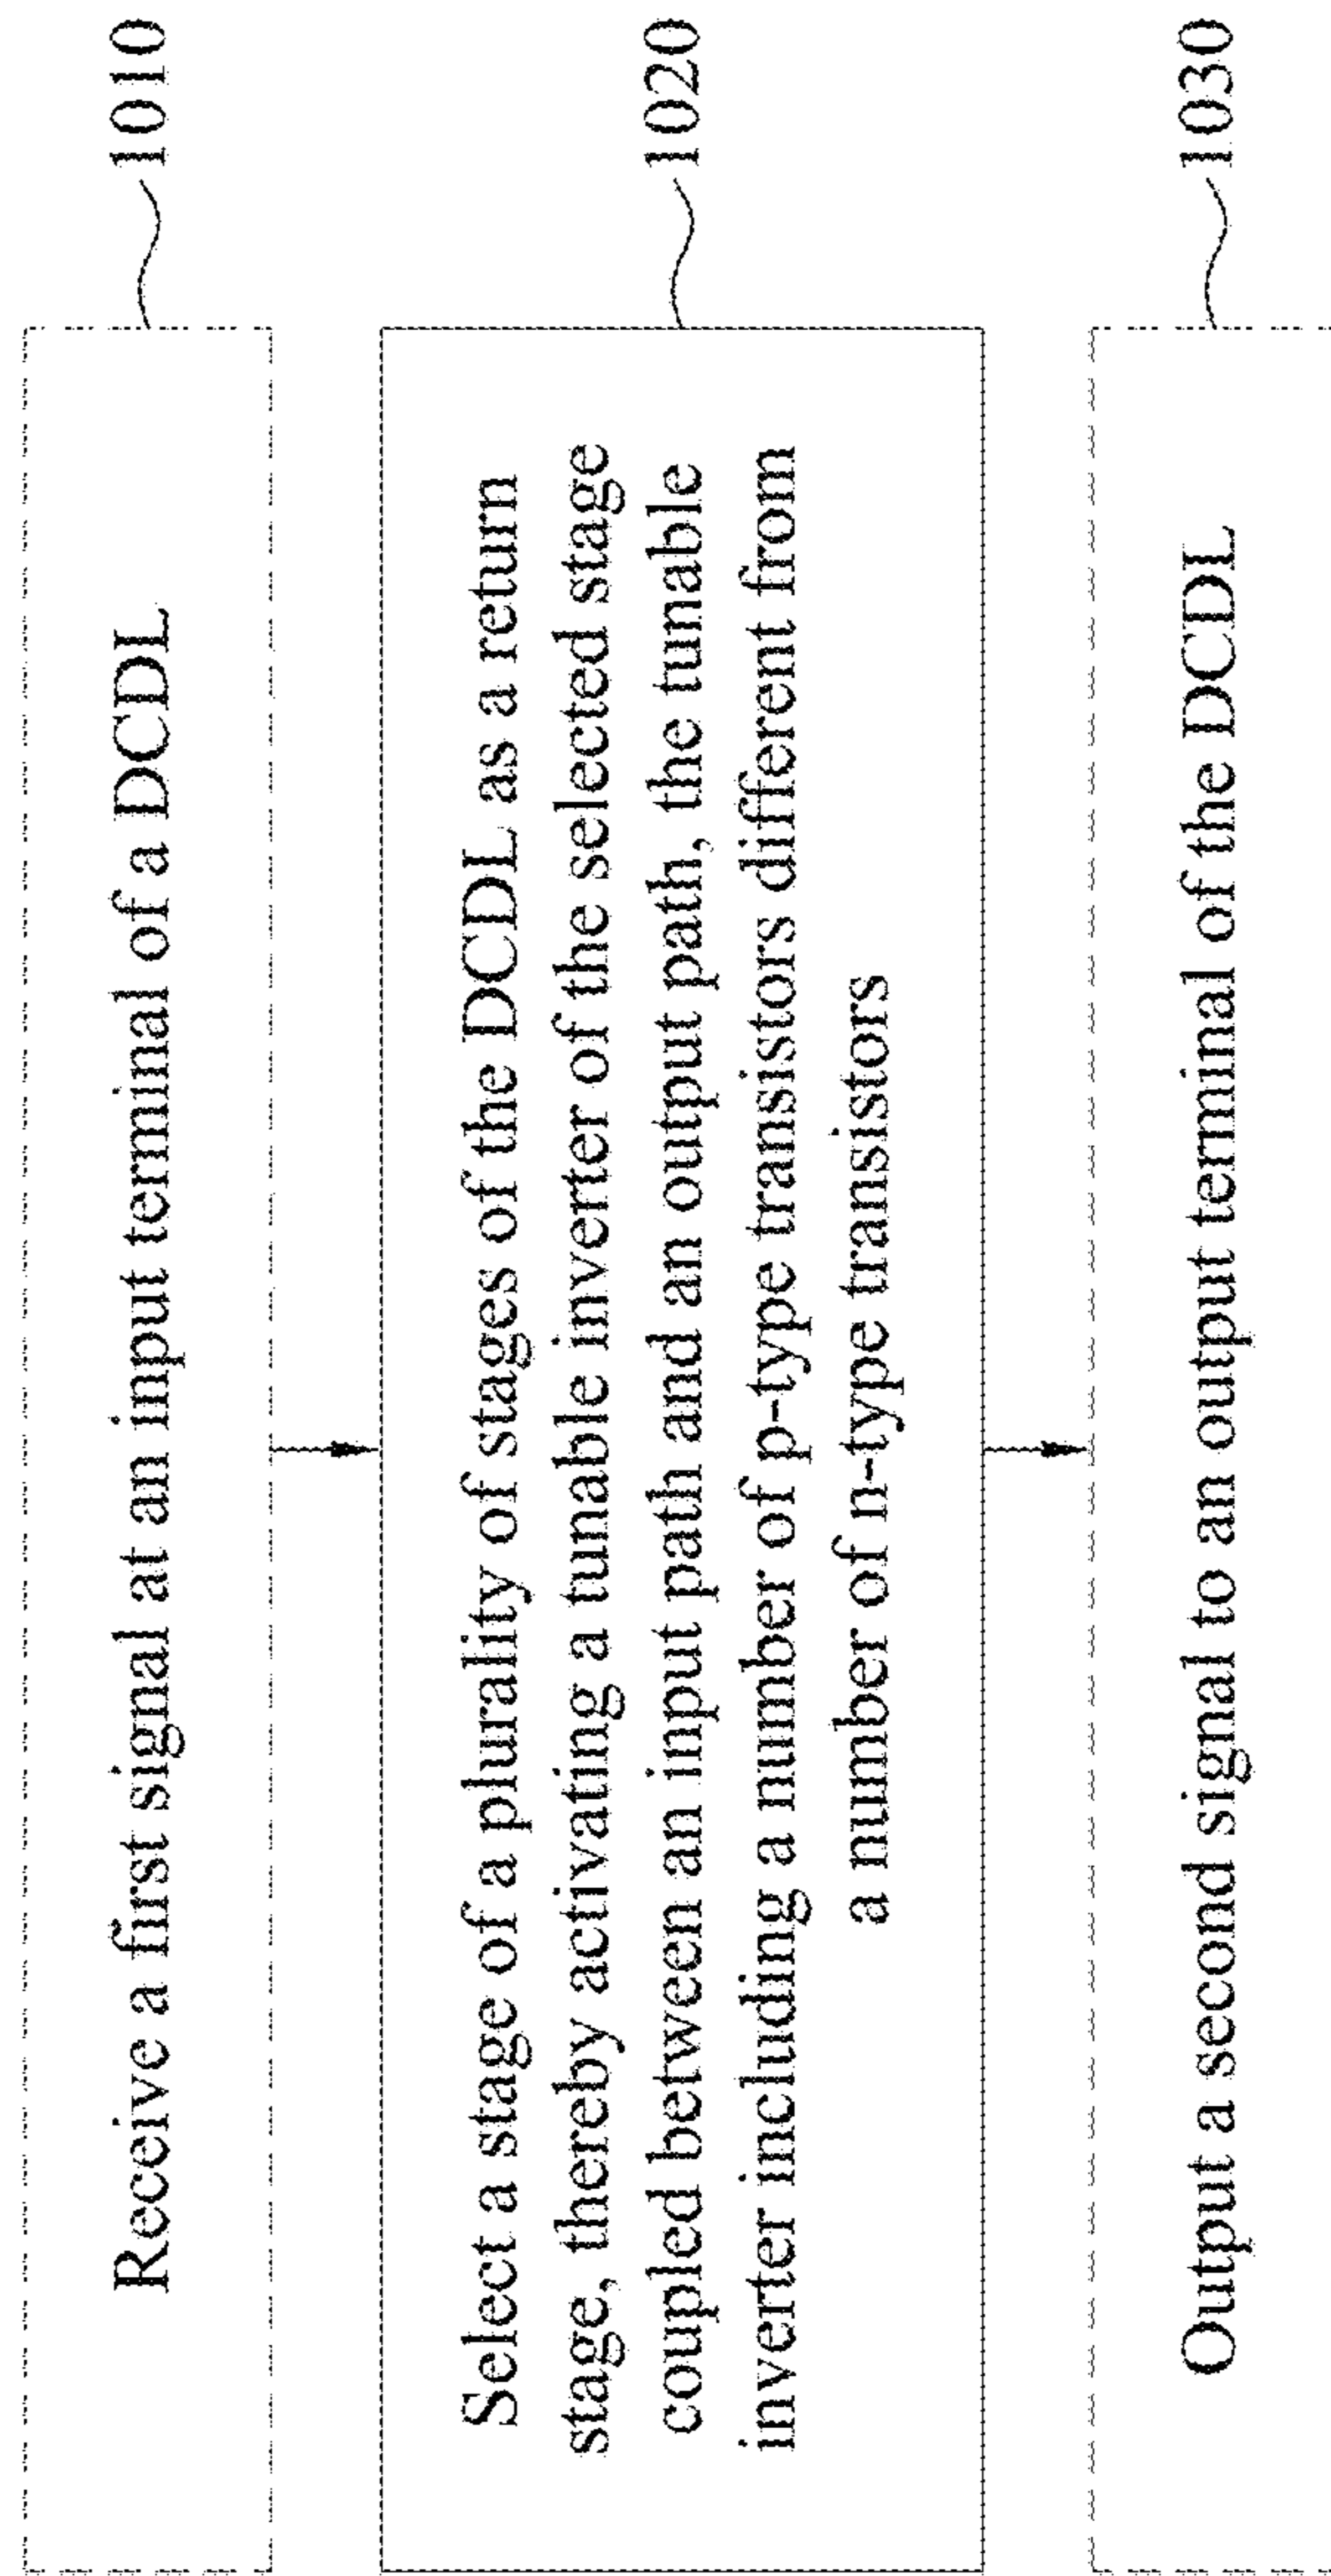 Receive a first signal at an input terminal of a DCDL
1010
Select a stage of a plurality of stages of the DCDL as a return
stage, thereby activating a tunable inverter of the selected stage
coupled between an input path and an output path, the tunable
inverter including a number of p-type transistors different from
a number of n-type transistors
1020
Output a second signal to an output terminal of the DCDL
1030